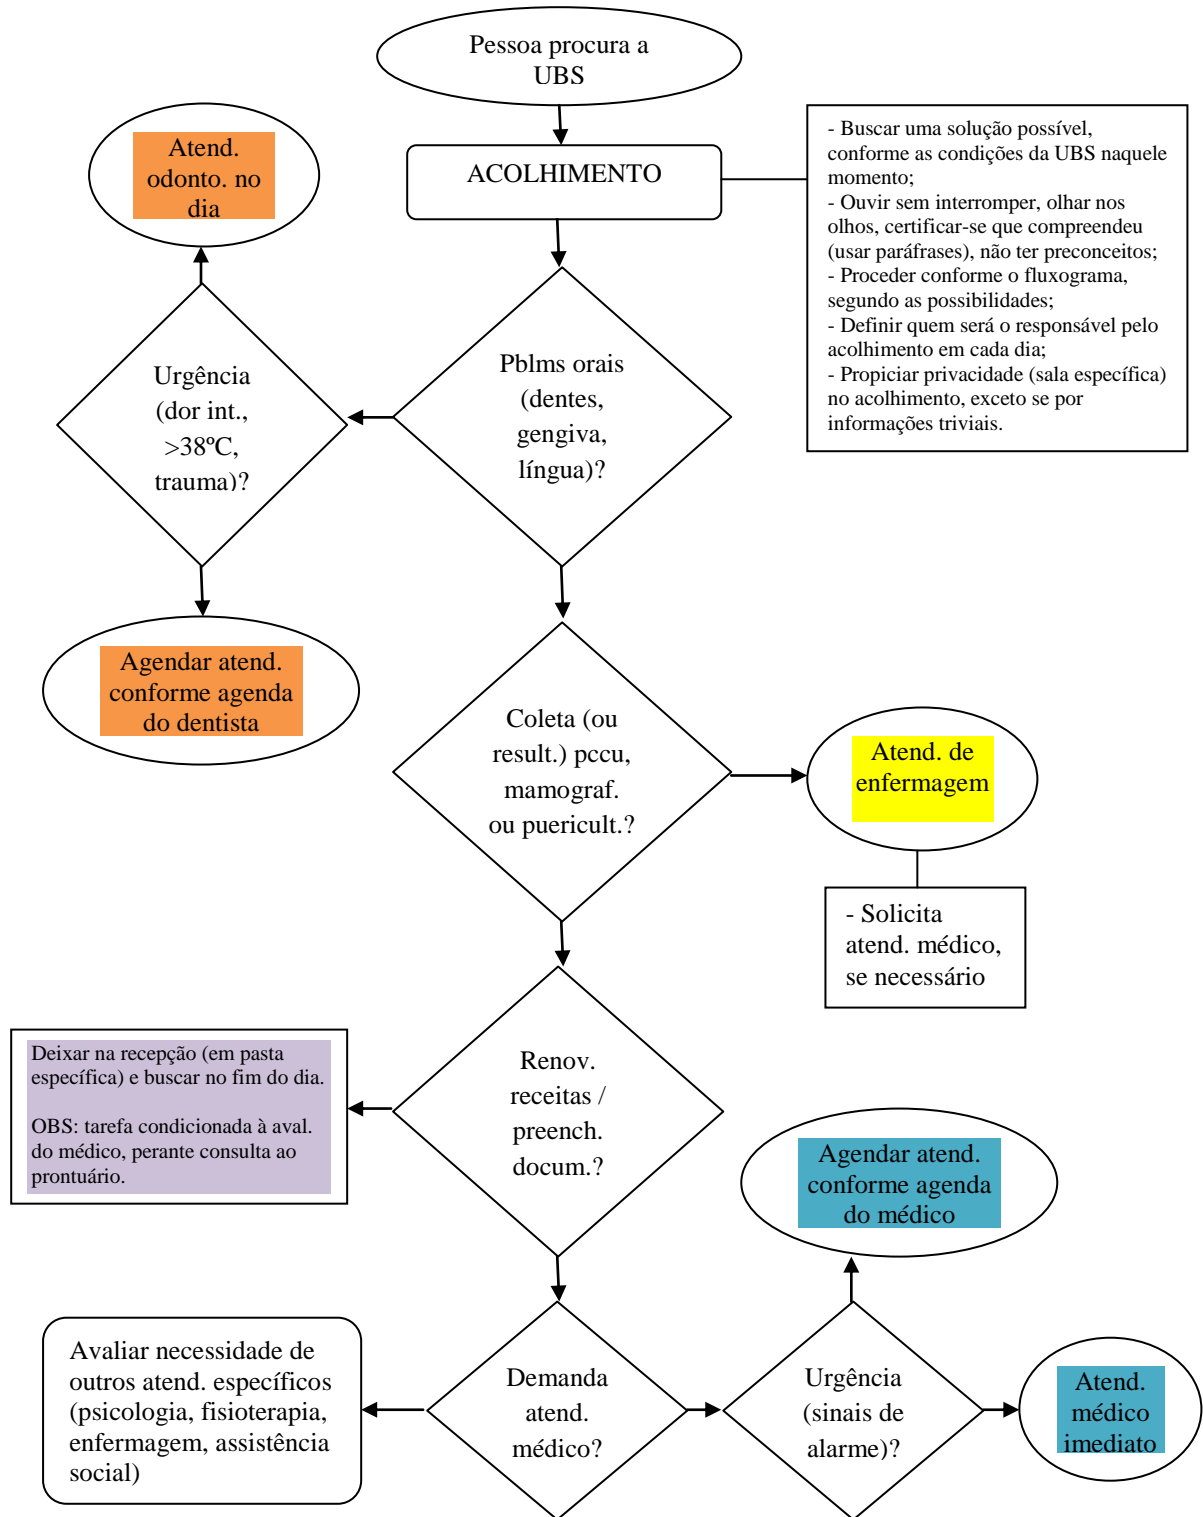 Pessoa procura a
UBS
Atend.
odonto. no
dia
ACOLHIMENTO
- Buscar uma solução possível,
conforme as condições da UBS naquele
momento;
- Ouvir sem interromper, olhar nos
olhos, certificar-se que compreendeu
(usar paráfrases), não ter preconceitos;
- Proceder conforme o fluxograma,
segundo as possibilidades;
- Definir quem será o responsável pelo
acolhimento em cada dia;
- Propiciar privacidade (sala específica)
no acolhimento, exceto se por
informações triviais.
Urgência
(dor int.,
>38ºC,
trauma)?
Pblms orais
(dentes,
gengiva,
língua)?
Agendar atend.
conforme agenda
do dentista
Coleta (ou
result.) pccu,
mamograf.
ou puericult.?
Atend. de
enfermagem
- Solicita
atend. médico,
se necessário
Deixar na recepção (em pasta
específica) e buscar no fim do dia.
OBS: tarefa condicionada à aval.
do médico, perante consulta ao
prontuário.
Renov.
receitas /
preench.
docum.?
Agendar atend.
conforme agenda
do médico
Avaliar necessidade de
outros atend. específicos
(psicologia, fisioterapia,
enfermagem, assistência
social)
Demanda
atend.
médico?
Urgência
(sinais de
alarme)?
Atend.
médico
imediato